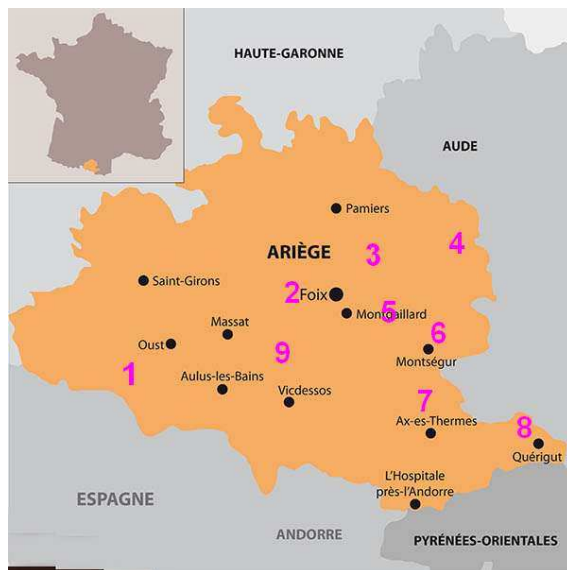 HAUTE-GARONNE
AUDE
Pamiers
4
ARIÈGE
3
Saint-Girons
2
Foix
5
Montgaillard
Massat
6
Oust
9
Montségur
1
Aulus-les-Bains
Vicdessos
7
Ax-es-Thermes
8
Quérigut
L'Hospitale
près-l'Andorre
ESPAGNE
ANDORRE
PYRÉNÉES-ORIENTALES